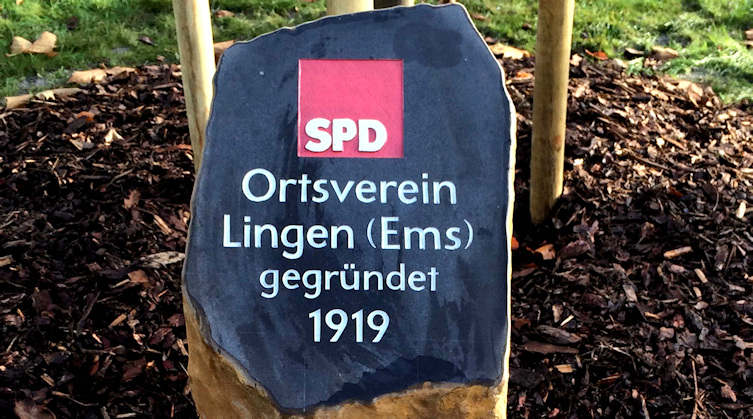 SPD
Ortsverein
Lingen (Ems)
gegründet
1919